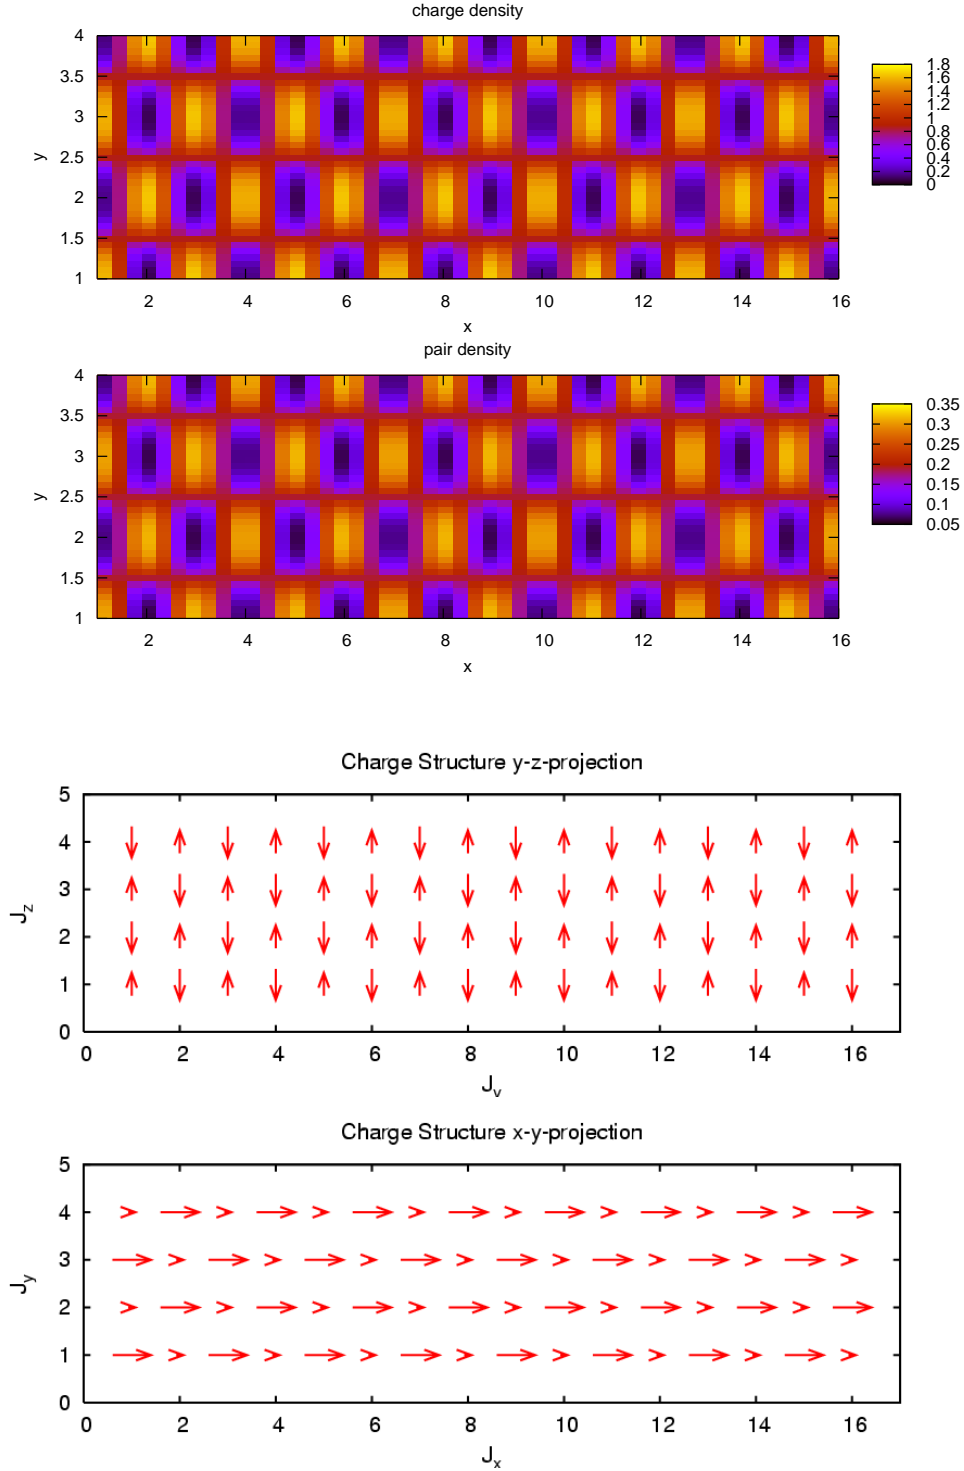 charge density
4
3.5
3
2.5
2
1.5
1
y
2 4 6 8 10 12 14 16
x
1.8
1.6
1.4
1.2
1
0.8
0.6
0.4
0.2
0
pair density
4
3.5
3
2.5
2
1.5
1
y
2 4 6 8 10 12 14 16
x
0.35
0.3
0.25
0.2
0.15
0.1
0.05
Charge Structure y-z-projection
5
4
3
2
1
0
J_z
0 2 4 6 8 10 12 14 16
J_y
Charge Structure x-y-projection
5
4
3
2
1
0
J_y
0 2 4 6 8 10 12 14 16
J_x